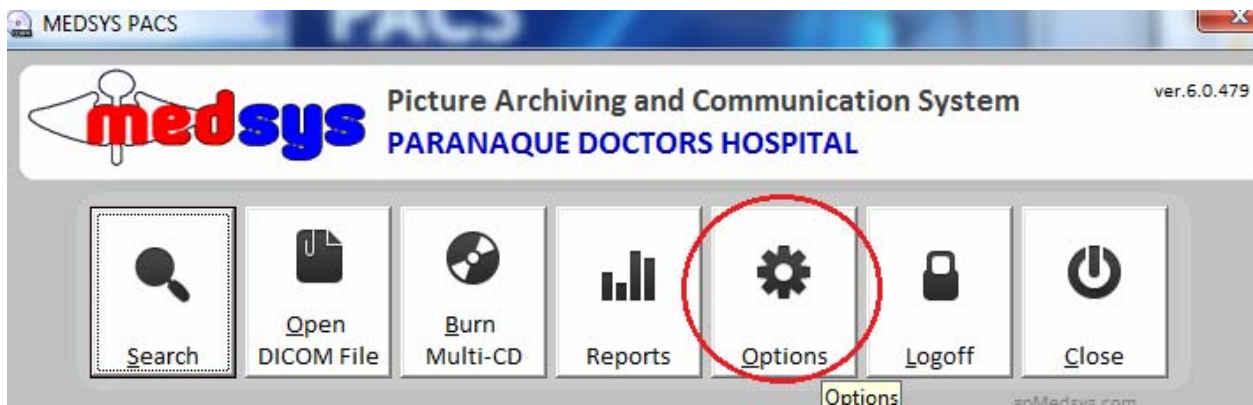 MEDSYS PACS
PACS
medsys
Picture Archiving and Communication System
PARANAQUE DOCTORS HOSPITAL
ver.6.0.479
Search
Open
DICOM File
Burn
Multi-CD
Reports
Options
Logoff
Close
Options